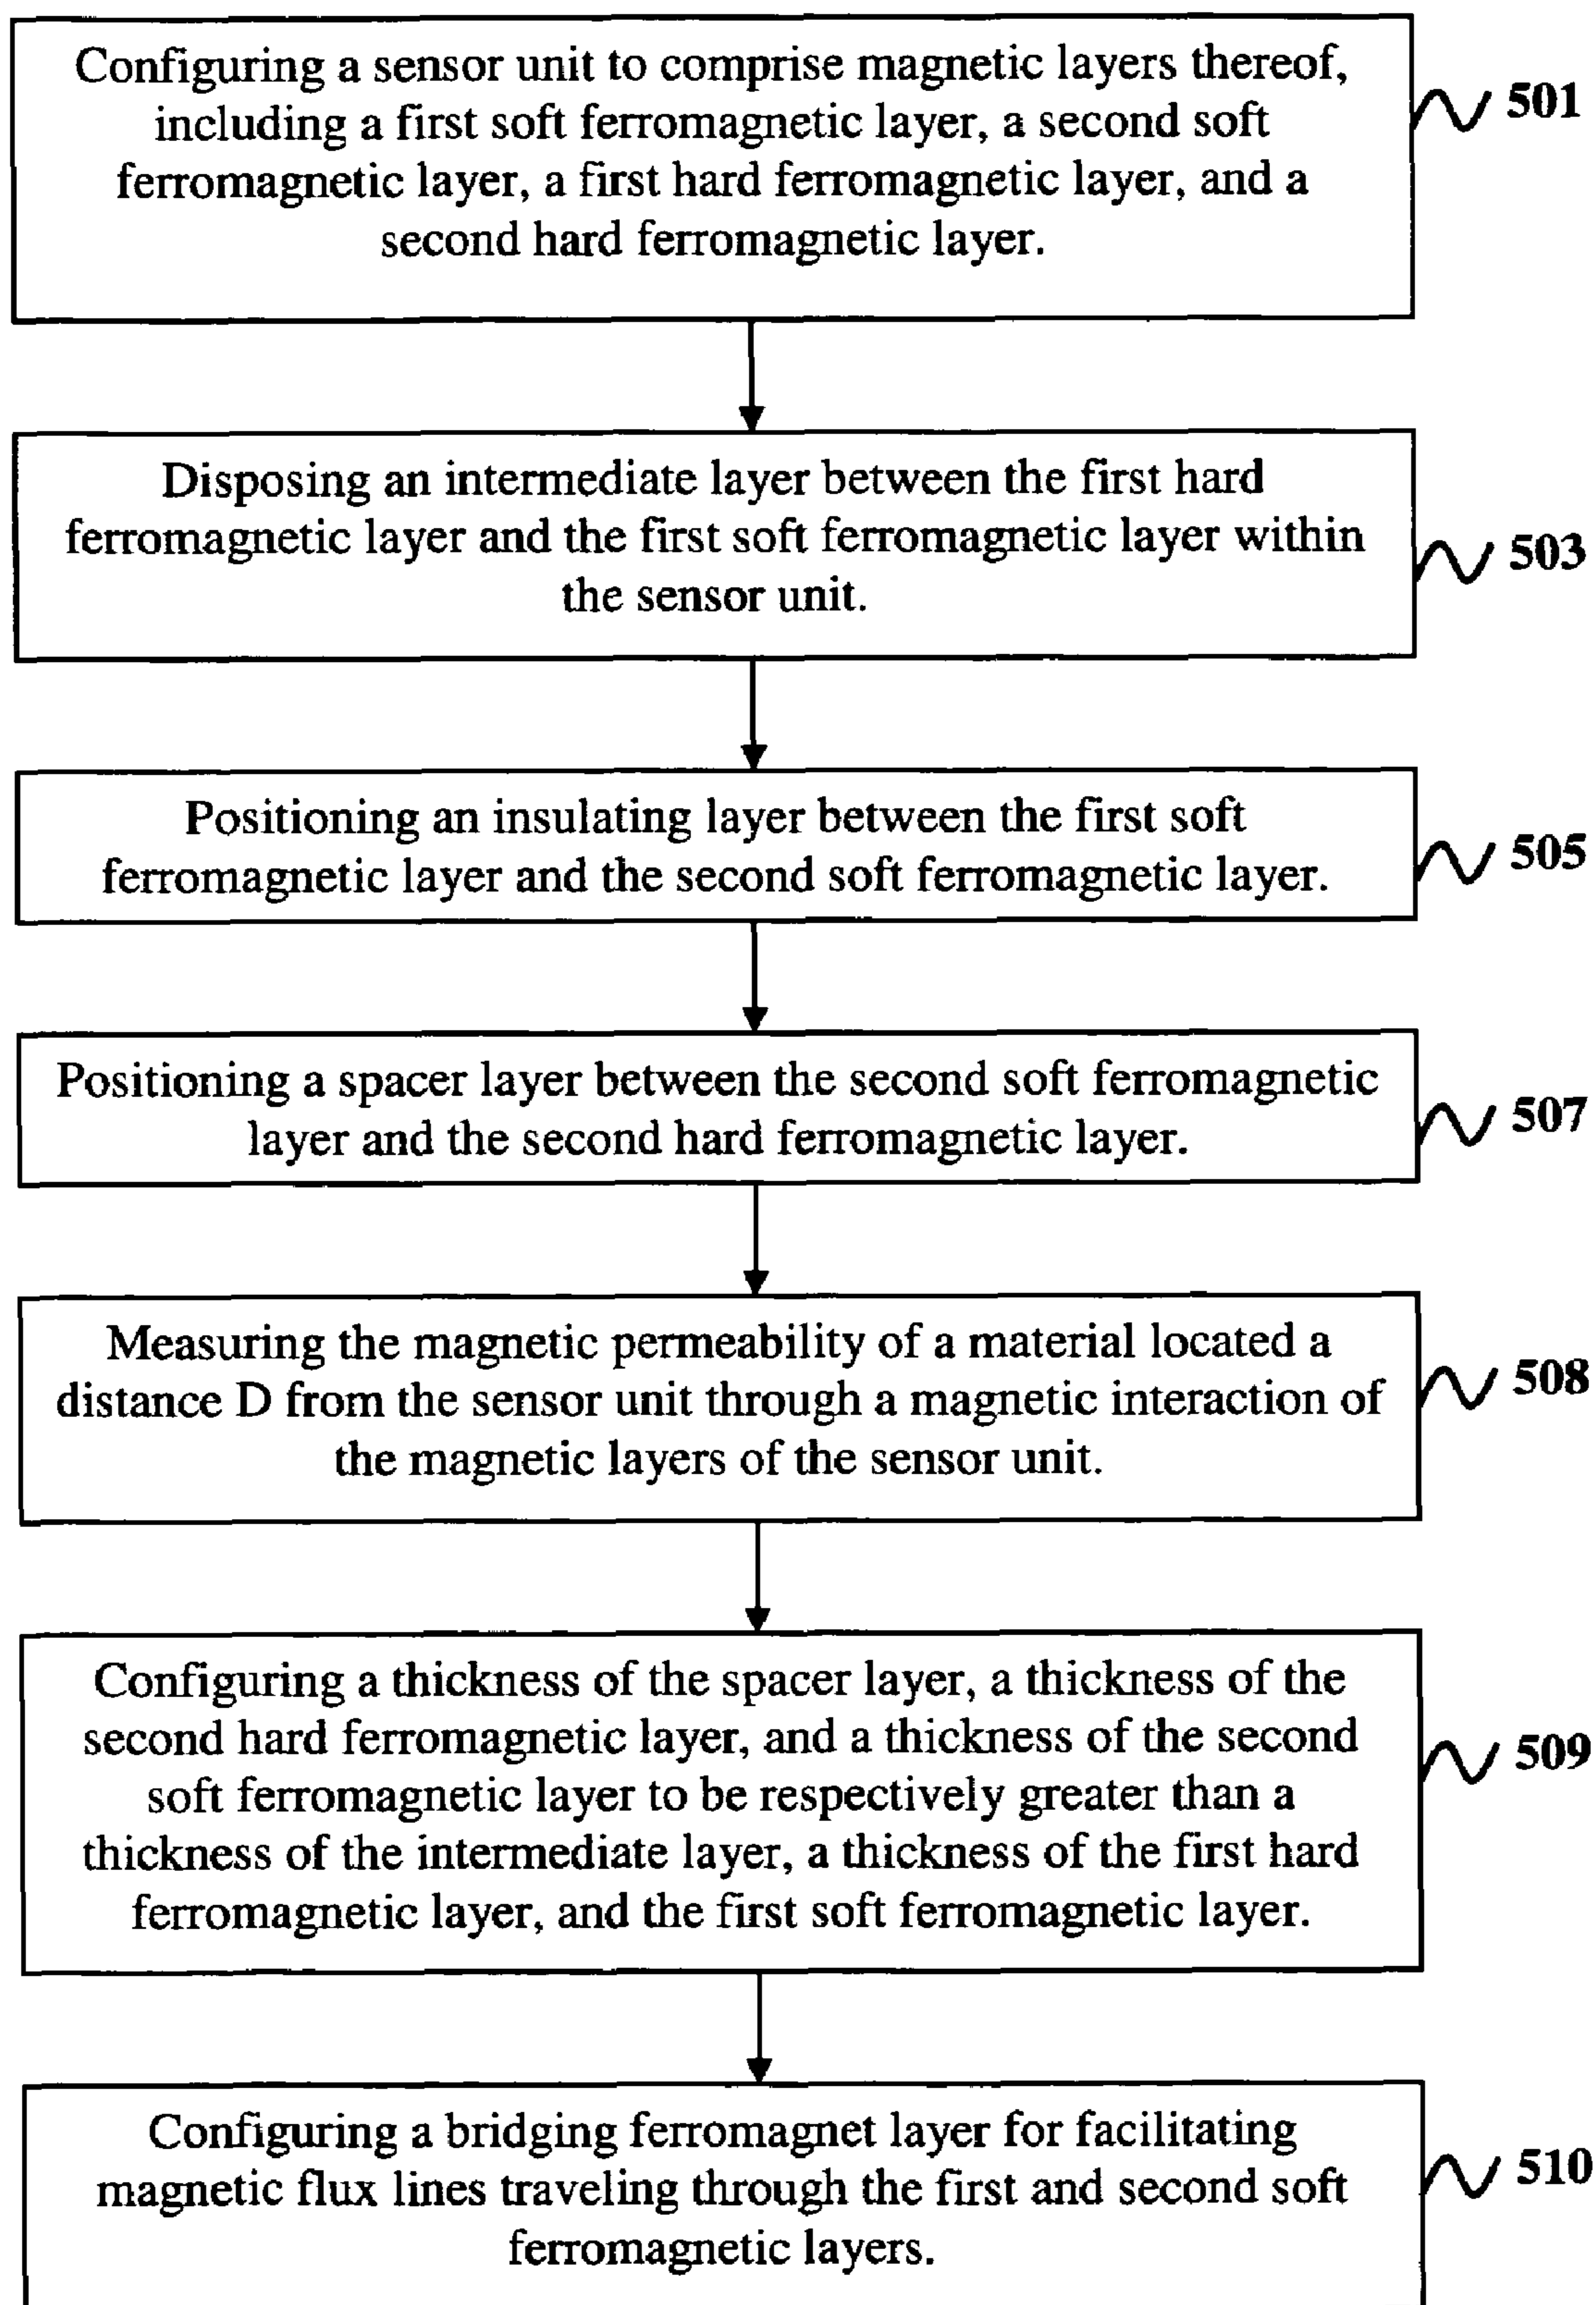 Configuring a sensor unit to comprise magnetic layers thereof,
including a first soft ferromagnetic layer, a second soft
ferromagnetic layer, a first hard ferromagnetic layer, and a
second hard ferromagnetic layer.
501
Disposing an intermediate layer between the first hard
ferromagnetic layer and the first soft ferromagnetic layer within
the sensor unit.
503
Positioning an insulating layer between the first soft
ferromagnetic layer and the second soft ferromagnetic layer.
505
Positioning a spacer layer between the second soft ferromagnetic
layer and the second hard ferromagnetic layer.
507
Measuring the magnetic permeability of a material located a
distance D from the sensor unit through a magnetic interaction of
the magnetic layers of the sensor unit.
508
Configuring a thickness of the spacer layer, a thickness of the
second hard ferromagnetic layer, and a thickness of the second
soft ferromagnetic layer to be respectively greater than a
thickness of the intermediate layer, a thickness of the first hard
ferromagnetic layer, and the first soft ferromagnetic layer.
509
Configuring a bridging ferromagnet layer for facilitating
magnetic flux lines traveling through the first and second soft
ferromagnetic layers.
510